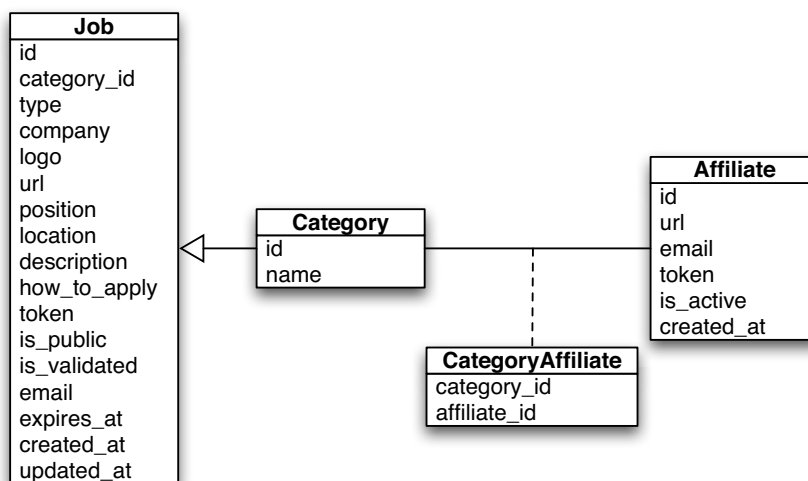 Job
id
category_id
type
company
logo
url
position
location
description
how_to_apply
token
is_public
is_validated
email
expires_at
created_at
updated_at
Category
id
name
CategoryAffiliate
category_id
affiliate_id
Affiliate
id
url
email
token
is_active
created_at